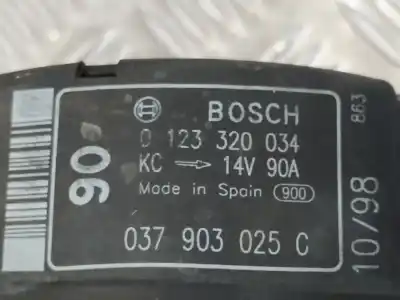 BOSCH
0 123 320 034
KC → 14V 90A
Made in Spain 900
037 903 025 C
90
10/98
863